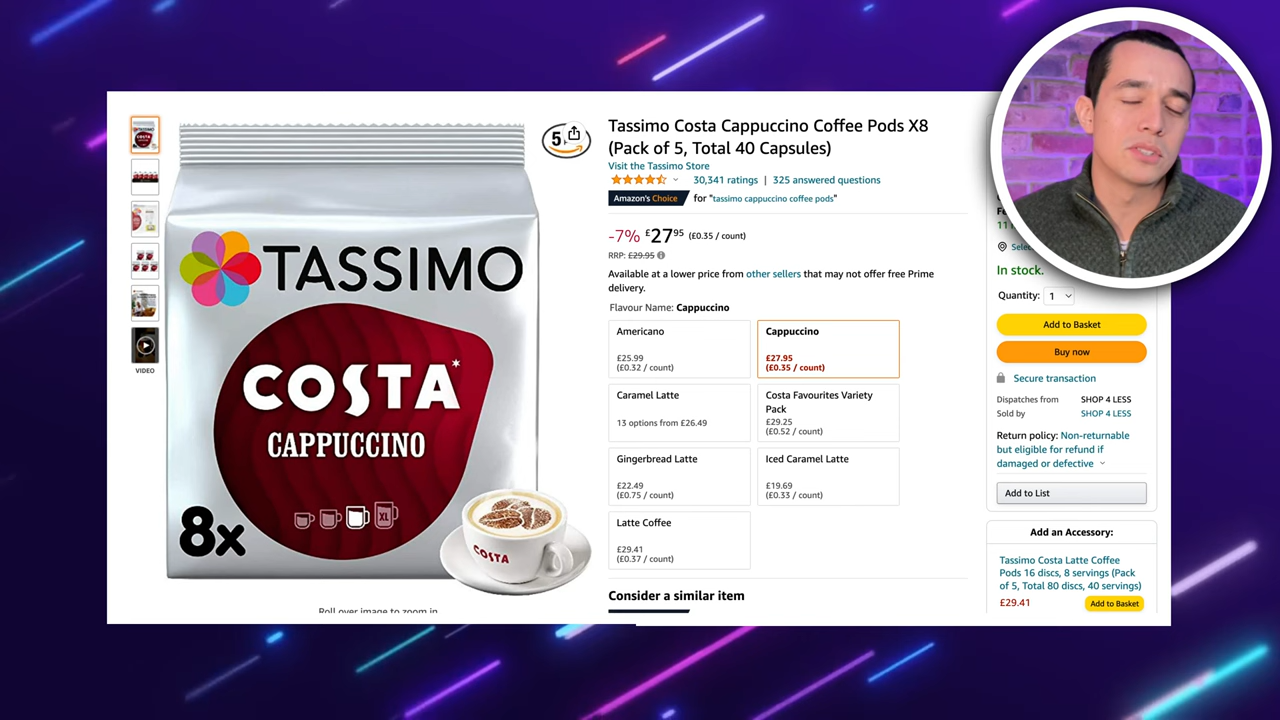 TASSIMO
COSTA*
CAPPUCCINO
XL
8x
COSTA
VIDEO
Roll over image to zoom in
5
Tassimo Costa Cappuccino Coffee Pods X8
(Pack of 5, Total 40 Capsules)
Visit the Tassimo Store
30,341 ratings | 325 answered questions
Amazon's Choice for "tassimo cappuccino coffee pods"
-7% £27⁹⁵ (£0.35 / count)
RRP: £29.95
Available at a lower price from other sellers that may not offer free Prime
delivery.
Flavour Name: Cappuccino
Americano
£25.99
(£0.32 / count)
Cappuccino
£27.95
(£0.35 / count)
Caramel Latte
13 options from £26.49
Costa Favourites Variety
Pack
£29.25
(£0.52 / count)
Gingerbread Latte
£22.49
(£0.75 / count)
Iced Caramel Latte
£19.69
(£0.33 / count)
Latte Coffee
£29.41
(£0.37 / count)
Consider a similar item
In stock.
Quantity: 1
Add to Basket
Buy now
Secure transaction
Dispatches from SHOP 4 LESS
Sold by SHOP 4 LESS
Return policy: Non-returnable
but eligible for refund if
damaged or defective
Add to List
Add an Accessory:
Tassimo Costa Latte Coffee
Pods 16 discs, 8 servings (Pack
of 5, Total 80 discs, 40 servings)
£29.41
Add to Basket